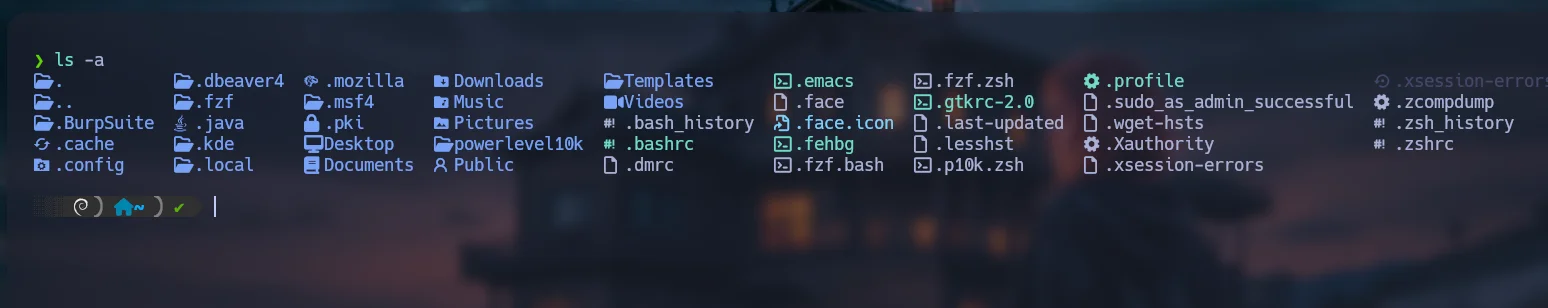 ❯ ls -a
. .dbeaver4 .mozilla Downloads Templates .emacs .fzf.zsh .profile .xsession-errors
.. .fzf .msf4 Music Videos .face .gtkrc-2.0 .sudo_as_admin_successful .zcompdump
.BurpSuite .java .pki Pictures #! .bash_history .face.icon .last-updated .wget-hsts #! .zsh_history
.cache .kde Desktop powerlevel10k #! .bashrc .fehbg .lesshst .Xauthority #! .zshrc
.config .local Documents Public .dmrc .fzf.bash .p10k.zsh .xsession-errors
) ~ ) ✔